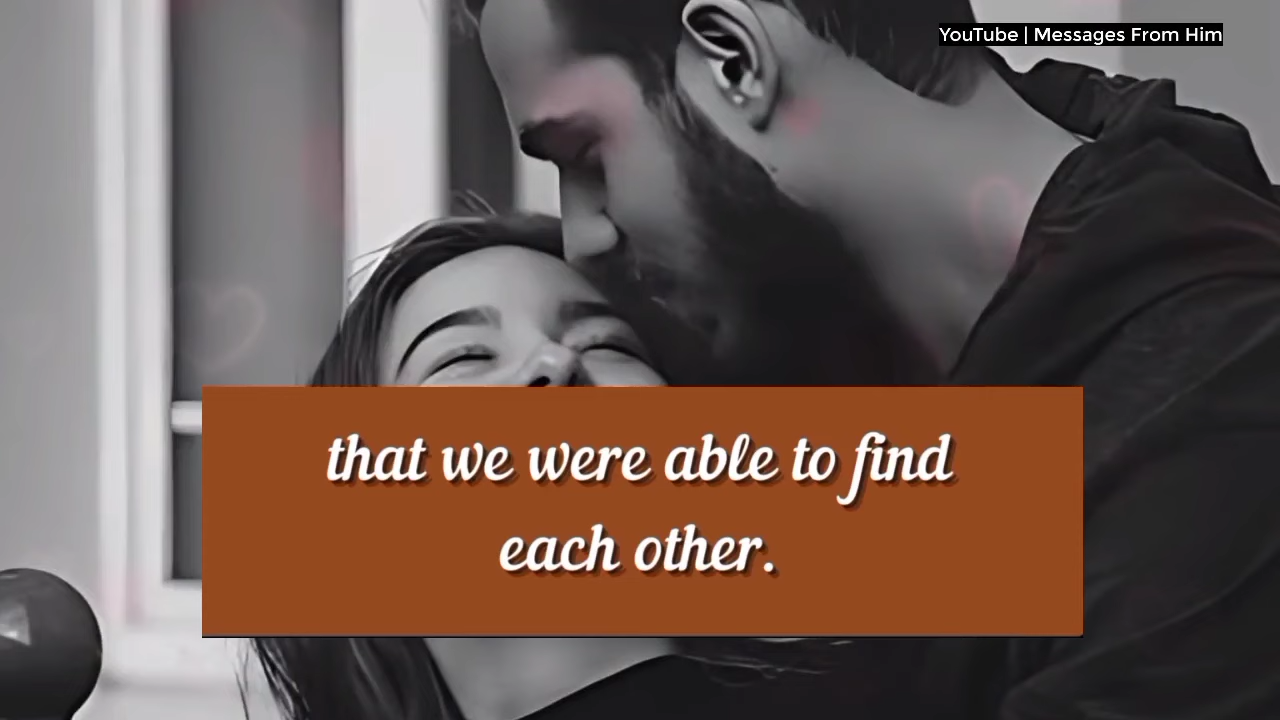 YouTube | Messages From Him
that we were able to find
each other.